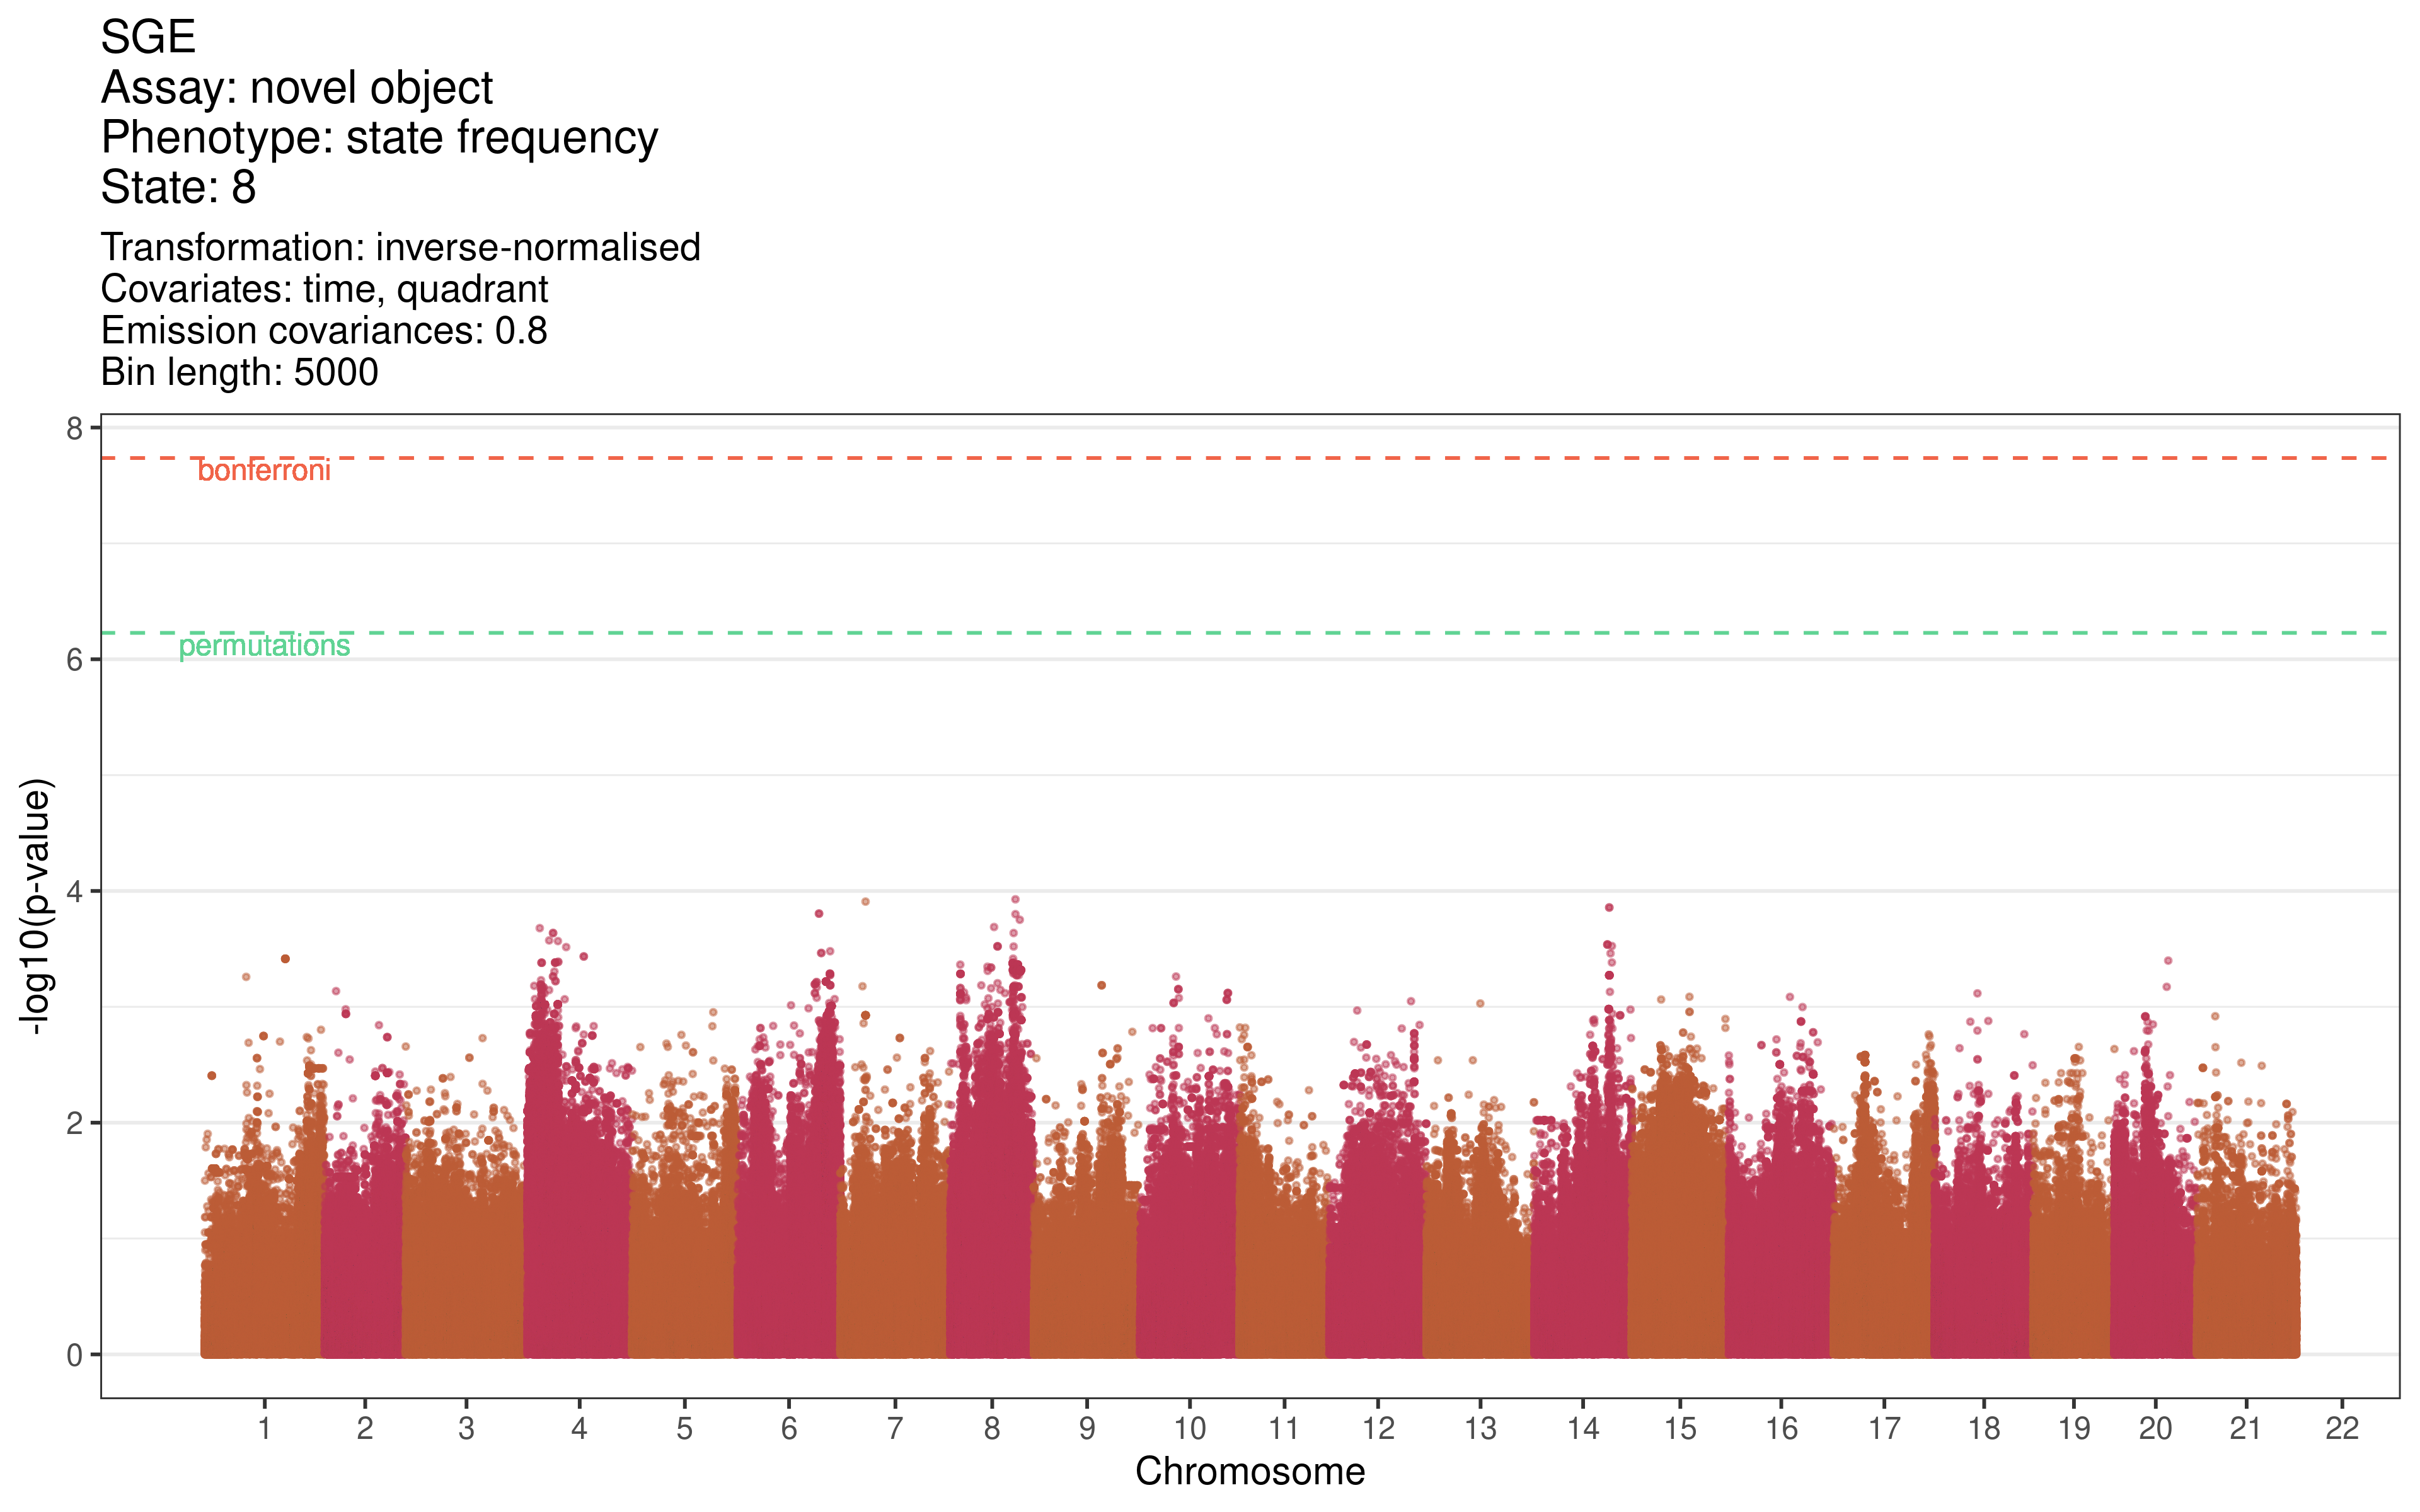 SGE
Assay: novel object
Phenotype: state frequency
State: 8
Transformation: inverse-normalised
Covariates: time, quadrant
Emission covariances: 0.8
Bin length: 5000
8
bonferroni
permutations
6
-log10(p-value)
4
2
0
1 2 3 4 5 6 7 8 9 10 11 12 13 14 15 16 17 18 19 20 21 22
Chromosome